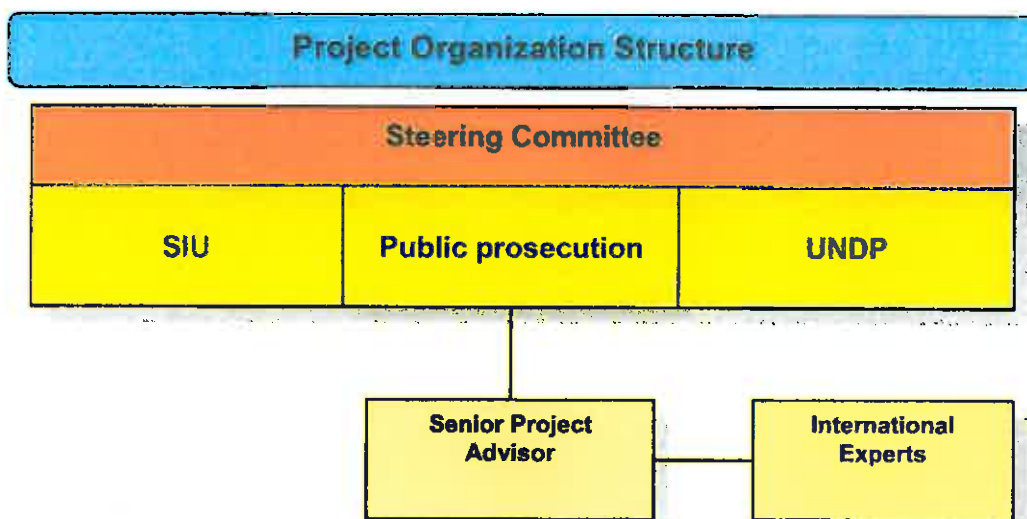 Project Organization Structure
Steering Committee
SIU
Public prosecution
UNDP
Senior Project
Advisor
International
Experts